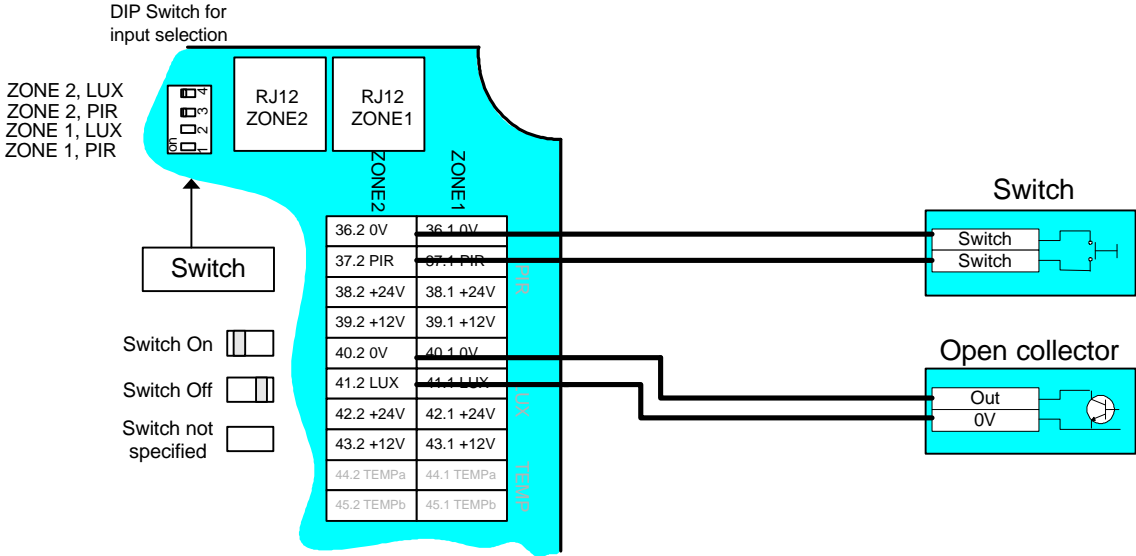 DIP Switch for
input selection
ZONE 2, LUX
ZONE 2, PIR
ZONE 1, LUX
ZONE 1, PIR
on
1
2
3
4
RJ12
ZONE2
RJ12
ZONE1
ZONE2
ZONE1
Switch
Switch On
Switch Off
Switch not
specified
36.2 0V 36.1 0V
37.2 PIR 37.1 PIR
38.2 +24V 38.1 +24V
39.2 +12V 39.1 +12V
40.2 0V 40.1 0V
41.2 LUX 41.1 LUX
42.2 +24V 42.1 +24V
43.2 +12V 43.1 +12V
44.2 TEMPa 44.1 TEMPa
45.2 TEMPb 45.1 TEMPb
PIR
LUX
TEMP
Switch
Switch
Switch
Open collector
Out
0V